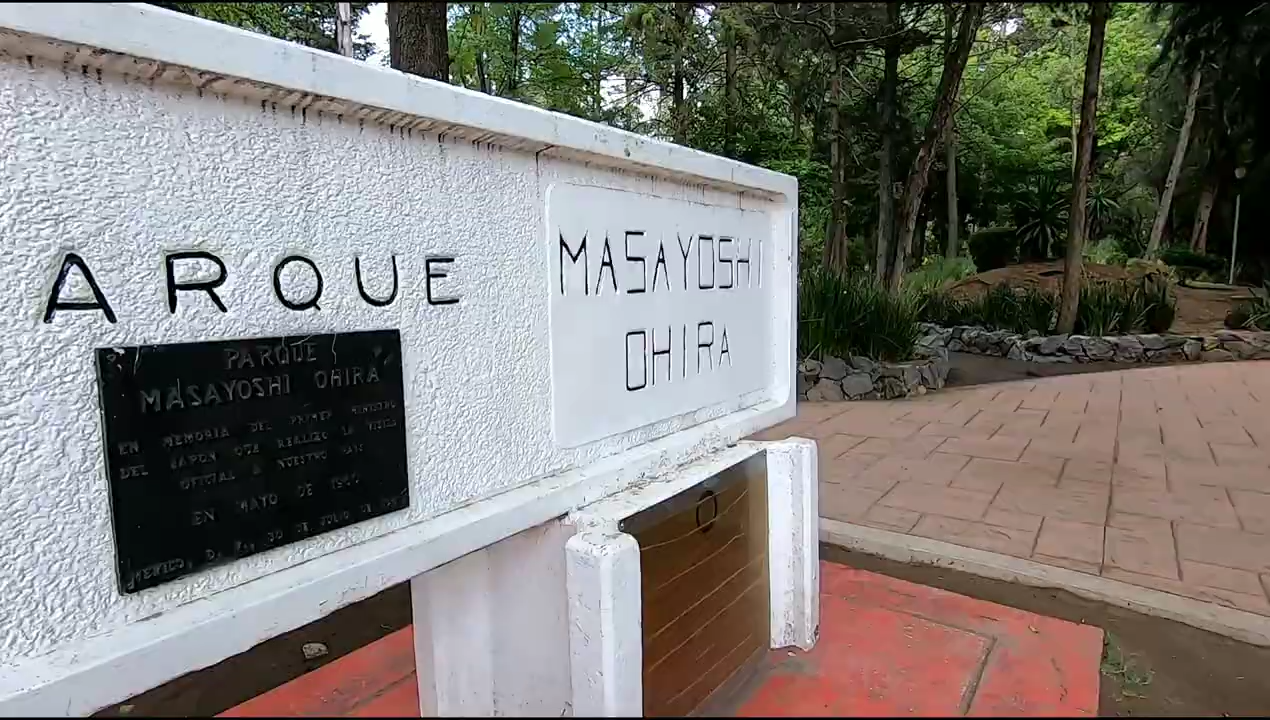 ARQUE
MASAYOSHI
OHIRA
PARQUE
MASAYOSHI OHIRA
EN MEMORIA DEL PRIMER MINISTRO
DEL JAPON QUE REALIZO LA VISITA
OFICIAL A NUESTRO PAIS
EN MAYO DE 1980
MEXICO D. F., 30 DE JULIO DE